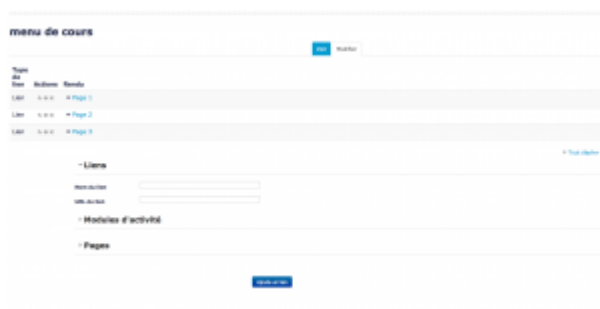 menu de cours
Voir Modifier
Type
de
lien Actions Rendu
Lien Page 1
Lien Page 2
Lien Page 3
Tout déplier
Liens
Nom du lien
URL du lien
Modules d'activité
Pages